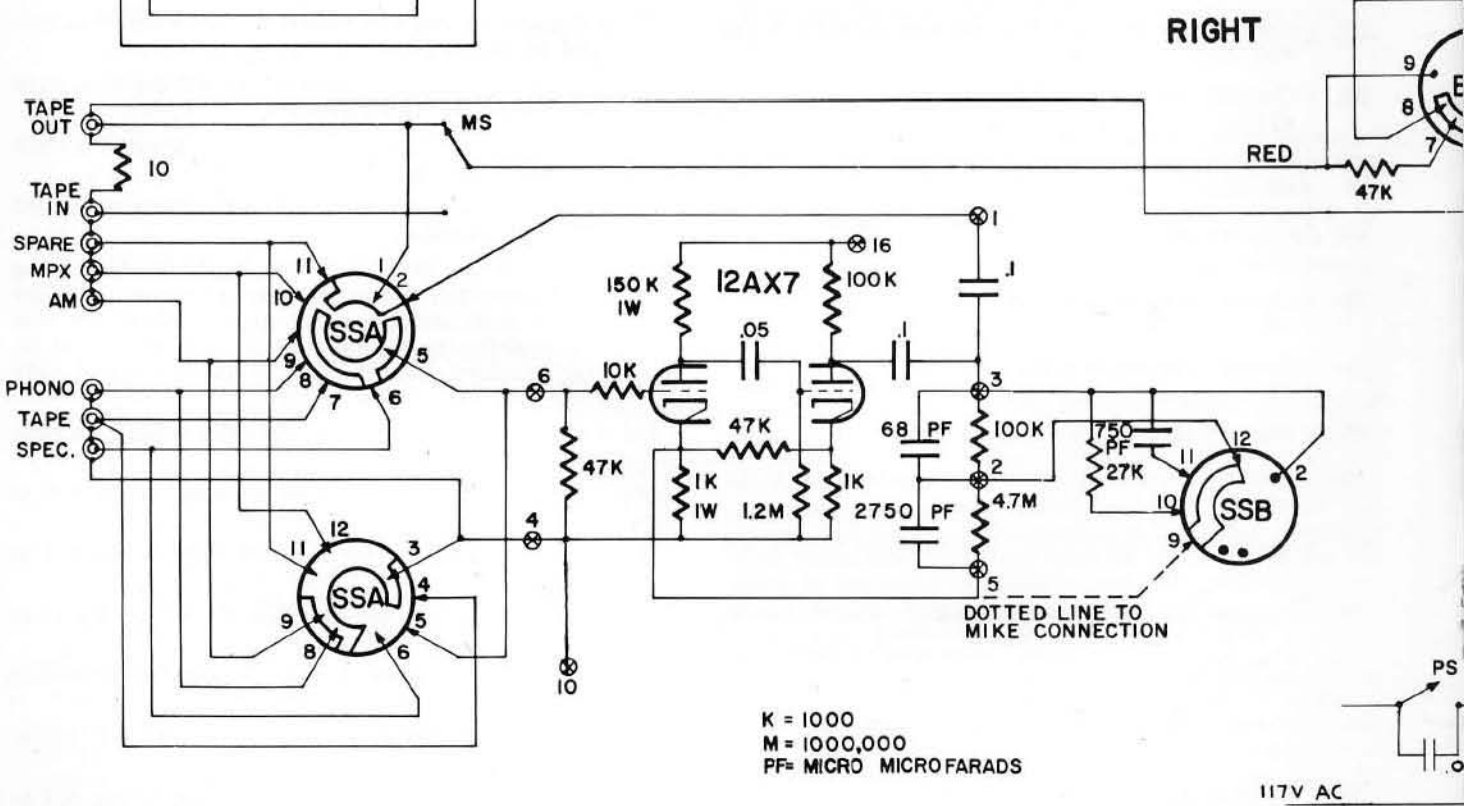 RIGHT
9
8
7
TAPE
OUT
MS
10
RED
47K
TAPE
IN
SPARE
MPX
AM
11
1
2
10
SSA
9
8
7
6
5
PHONO
TAPE
SPEC.
1
16
150K
1W
12AX7
100K
.1
.05
.1
6
10K
3
47K
68 PF
100K
750
PF
27K
12
11
2
10
SSB
9
47K
1K
1W
1.2M
1K
2
4.7M
2750 PF
4
5
12
11
3
SSA
4
5
9
8
6
DOTTED LINE TO
MIKE CONNECTION
10
K = 1000
M = 1000,000
PF= MICRO MICROFARADS
PS
117V AC